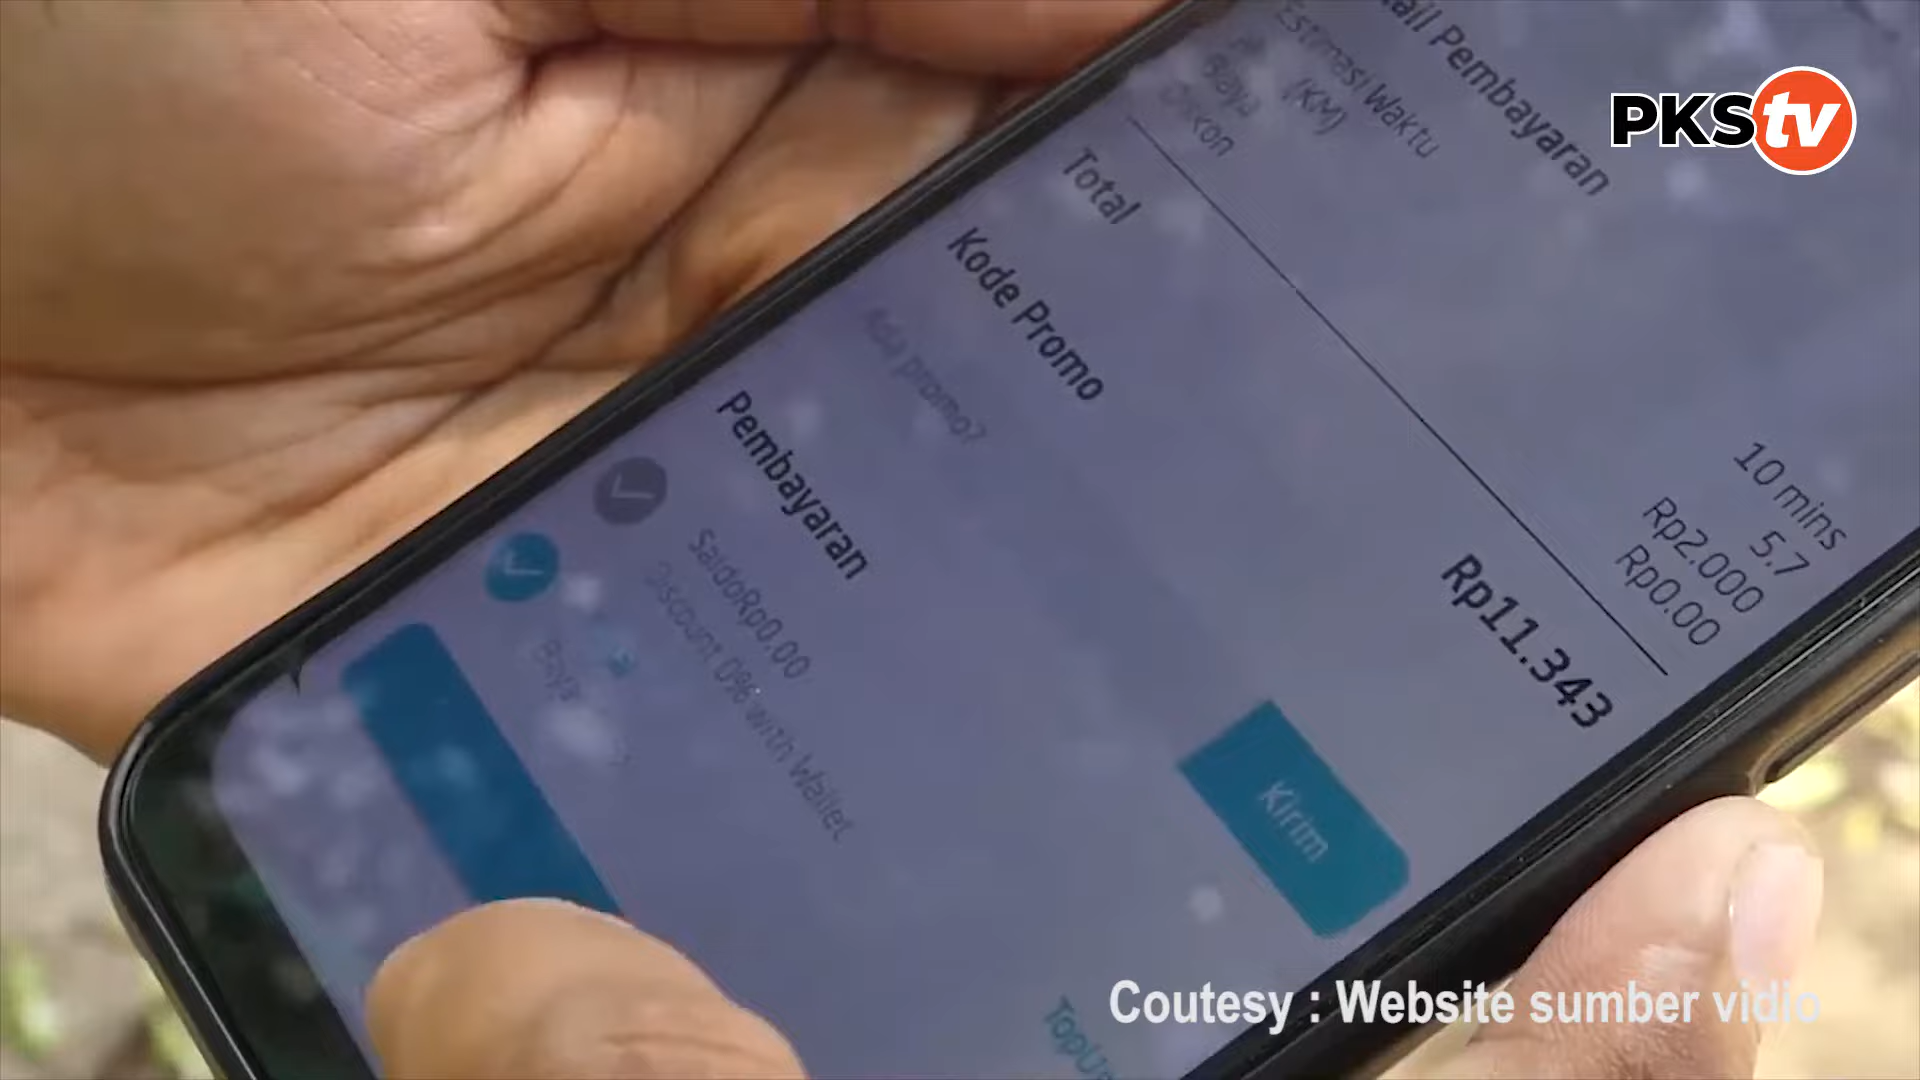 PKStv
ail Pembayaran
Estimasi Waktu
10 mins
(KM)
5.7
Biaya
Rp2.000
Diskon
Rp0.00
Total
Rp11.343
Kode Promo
Ada promo?
Kirim
Pembayaran
SaldoRp0.00
Discount 0% with Wallet
TopUp
Coutesy : Website sumber vidio